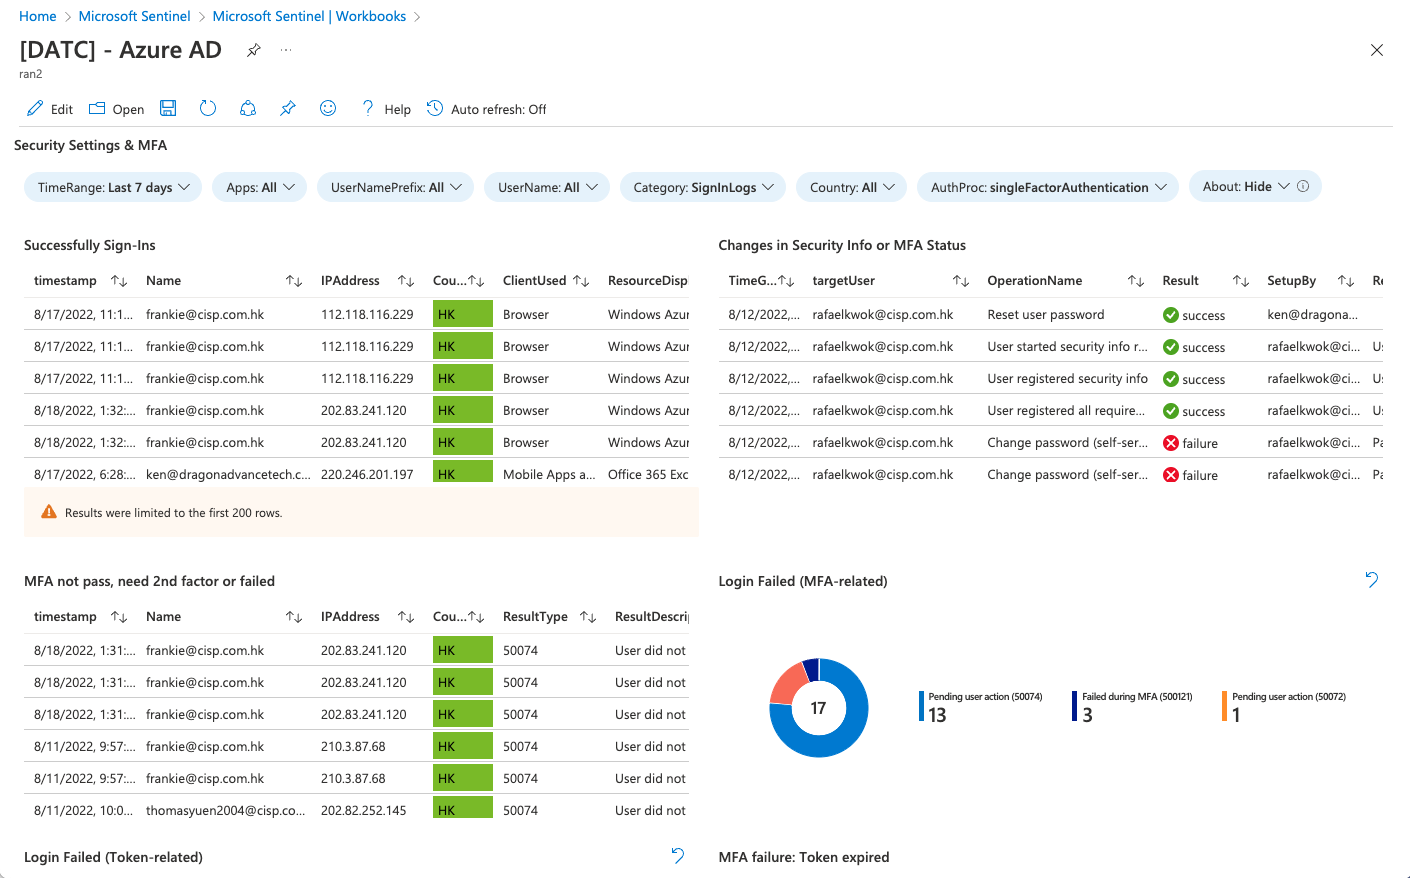 Home > Microsoft Sentinel > Microsoft Sentinel | Workbooks >
[DATC] - Azure AD ...
ran2
Edit Open Help Auto refresh: Off
Security Settings & MFA
TimeRange: Last 7 days Apps: All UserNamePrefix: All UserName: All Category: SignInLogs Country: All AuthProc: singleFactorAuthentication About: Hide
Successfully Sign-Ins
timestamp Name IPAddress Cou... ClientUsed ResourceDispl
8/17/2022, 11:1... frankie@cisp.com.hk 112.118.116.229 HK Browser Windows Azur
8/17/2022, 11:1... frankie@cisp.com.hk 112.118.116.229 HK Browser Windows Azur
8/17/2022, 11:1... frankie@cisp.com.hk 112.118.116.229 HK Browser Windows Azur
8/18/2022, 1:32:... frankie@cisp.com.hk 202.83.241.120 HK Browser Windows Azur
8/18/2022, 1:32:... frankie@cisp.com.hk 202.83.241.120 HK Browser Windows Azur
8/17/2022, 6:28:... ken@dragonadvancetech.c... 220.246.201.197 HK Mobile Apps a... Office 365 Exc
Results were limited to the first 200 rows.
Changes in Security Info or MFA Status
TimeG... targetUser OperationName Result SetupBy Re
8/12/2022,... rafaelkwok@cisp.com.hk Reset user password success ken@dragona...
8/12/2022,... rafaelkwok@cisp.com.hk User started security info r... success rafaelkwok@ci... Us
8/12/2022,... rafaelkwok@cisp.com.hk User registered security info success rafaelkwok@ci... Us
8/12/2022,... rafaelkwok@cisp.com.hk User registered all require... success rafaelkwok@ci... Us
8/12/2022,... rafaelkwok@cisp.com.hk Change password (self-ser... failure rafaelkwok@ci... Pa
8/12/2022,... rafaelkwok@cisp.com.hk Change password (self-ser... failure rafaelkwok@ci... Pa
MFA not pass, need 2nd factor or failed
timestamp Name IPAddress Cou... ResultType ResultDescrip
8/18/2022, 1:31:... frankie@cisp.com.hk 202.83.241.120 HK 50074 User did not
8/18/2022, 1:31:... frankie@cisp.com.hk 202.83.241.120 HK 50074 User did not
8/18/2022, 1:31:... frankie@cisp.com.hk 202.83.241.120 HK 50074 User did not
8/11/2022, 9:57:... frankie@cisp.com.hk 210.3.87.68 HK 50074 User did not
8/11/2022, 9:57:... frankie@cisp.com.hk 210.3.87.68 HK 50074 User did not
8/11/2022, 10:0... thomasyuen2004@cisp.co... 202.82.252.145 HK 50074 User did not
Login Failed (MFA-related)
17
Pending user action (50074) Failed during MFA (500121) Pending user action (50072)
13 3 1
Login Failed (Token-related)
MFA failure: Token expired